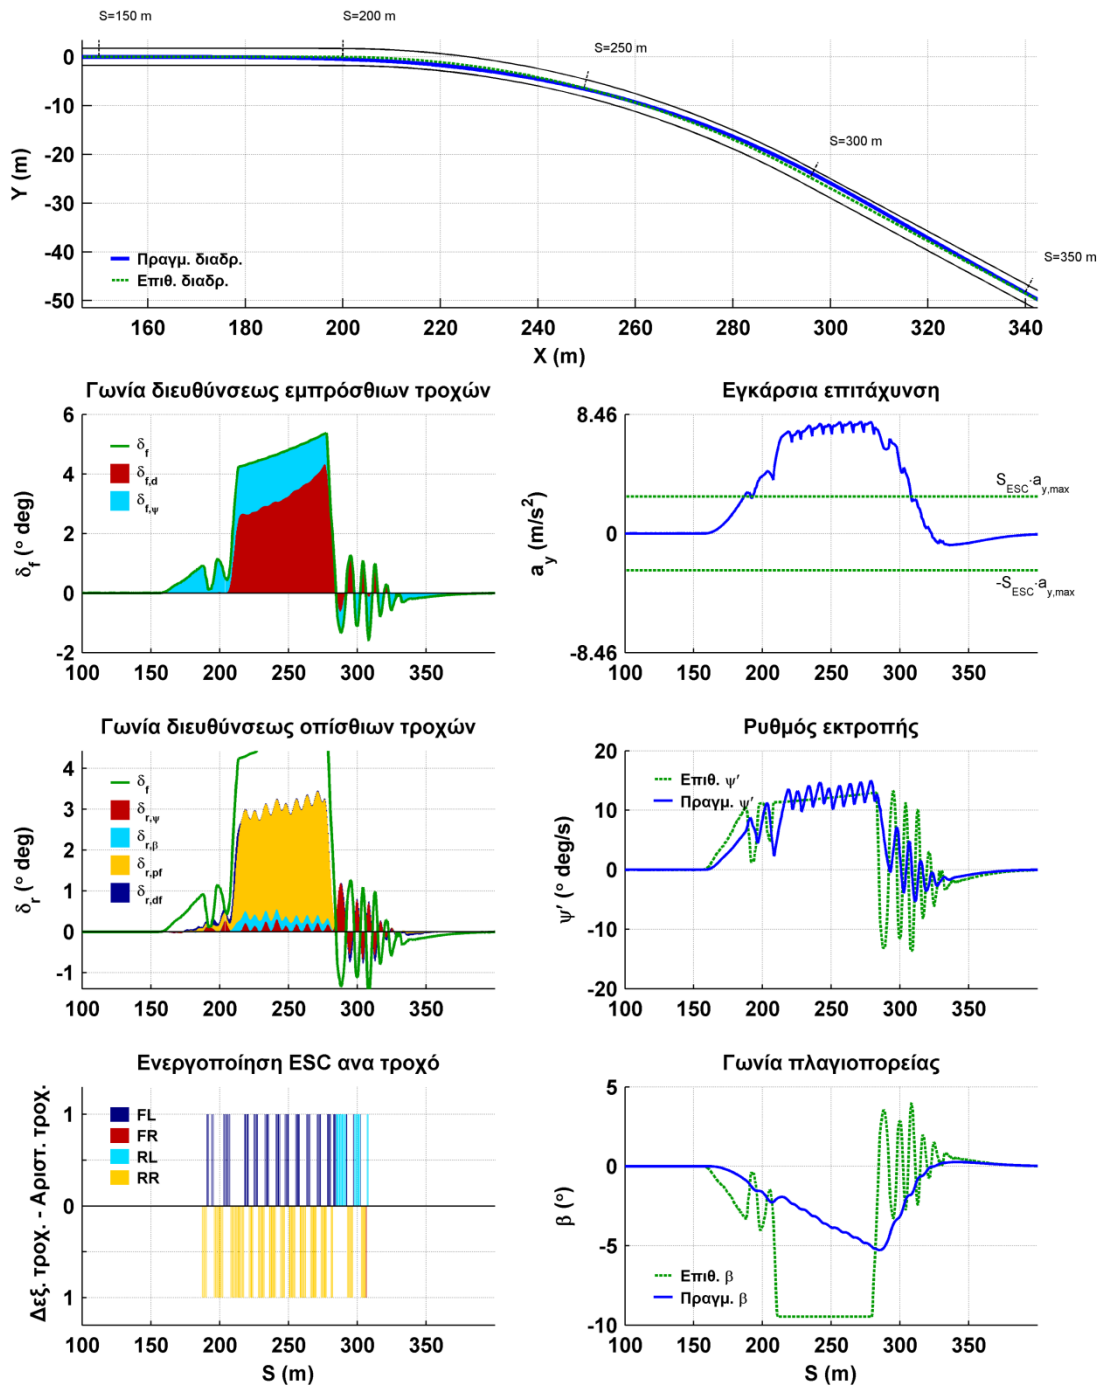 S=150 m
S=200 m
S=250 m
S=300 m
S=350 m
0
-10
-20
-30
-40
-50
Y (m)
Πραγμ. διαδρ.
Επιθ. διαδρ.
160 180 200 220 240 260 280 300 320 340
X (m)
Γωνία διευθύνσεως εμπρόσθιων τροχών
6
4
2
0
-2
δf (° deg)
δf
δf,d
δf,ψ
100 150 200 250 300 350
Εγκάρσια επιτάχυνση
8.46
0
-8.46
ay (m/s²)
SESC·ay,max
-SESC·ay,max
100 150 200 250 300 350
Γωνία διευθύνσεως οπίσθιων τροχών
4
3
2
1
0
-1
δr (° deg)
δf
δr,ψ
δr,β
δr,pf
δr,df
100 150 200 250 300 350
Ρυθμός εκτροπής
20
10
0
-10
-20
ψ' (° deg/s)
Επιθ. ψ'
Πραγμ. ψ'
100 150 200 250 300 350
Ενεργοποίηση ESC ανα τροχό
1
0
1
Δεξ. τροχ. - Αριστ. τροχ.
FL
FR
RL
RR
100 150 200 250 300 350
S (m)
Γωνία πλαγιοπορείας
5
0
-5
-10
β (°)
Επιθ. β
Πραγμ. β
100 150 200 250 300 350
S (m)